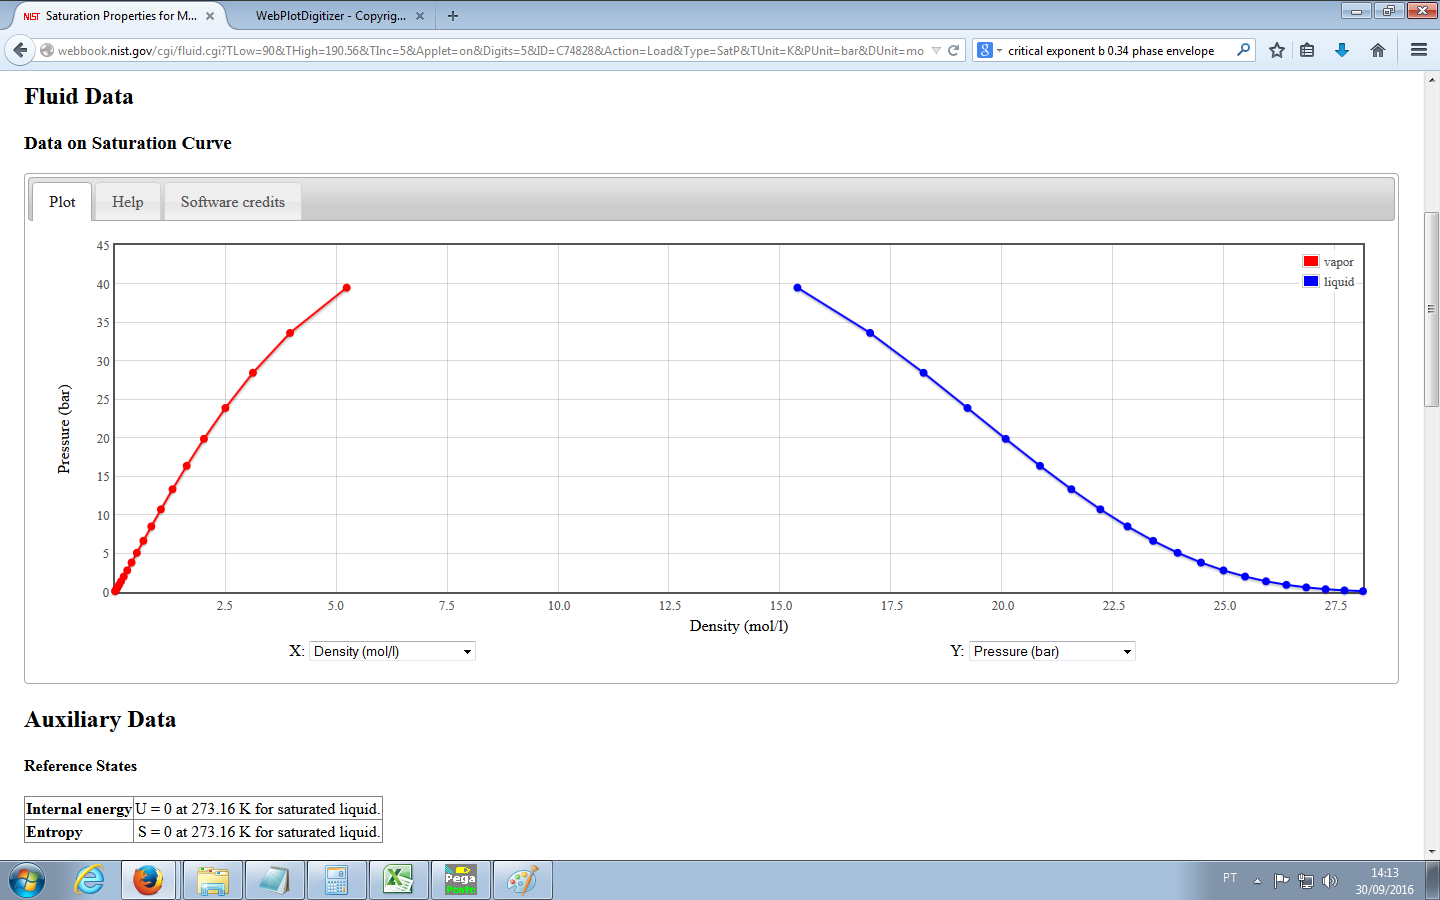 NIST Saturation Properties for M...
WebPlotDigitizer - Copyrig...
webbook.nist.gov/cgi/fluid.cgi?TLow=90&THigh=190.56&TInc=5&Applet=on&Digits=5&ID=C74828&Action=Load&Type=SatP&TUnit=K&PUnit=bar&DUnit=mo
8 critical exponent b 0.34 phase envelope
Fluid Data
Data on Saturation Curve
Plot Help Software credits
45
40
35
30
25
20
15
10
5
0
Pressure (bar)
vapor
liquid
2.5 5.0 7.5 10.0 12.5 15.0 17.5 20.0 22.5 25.0 27.5
Density (mol/l)
X: Density (mol/l)
Y: Pressure (bar)
Auxiliary Data
Reference States
Internal energy U = 0 at 273.16 K for saturated liquid.
Entropy S = 0 at 273.16 K for saturated liquid.
Pega
Ponto
PT
14:13
30/09/2016